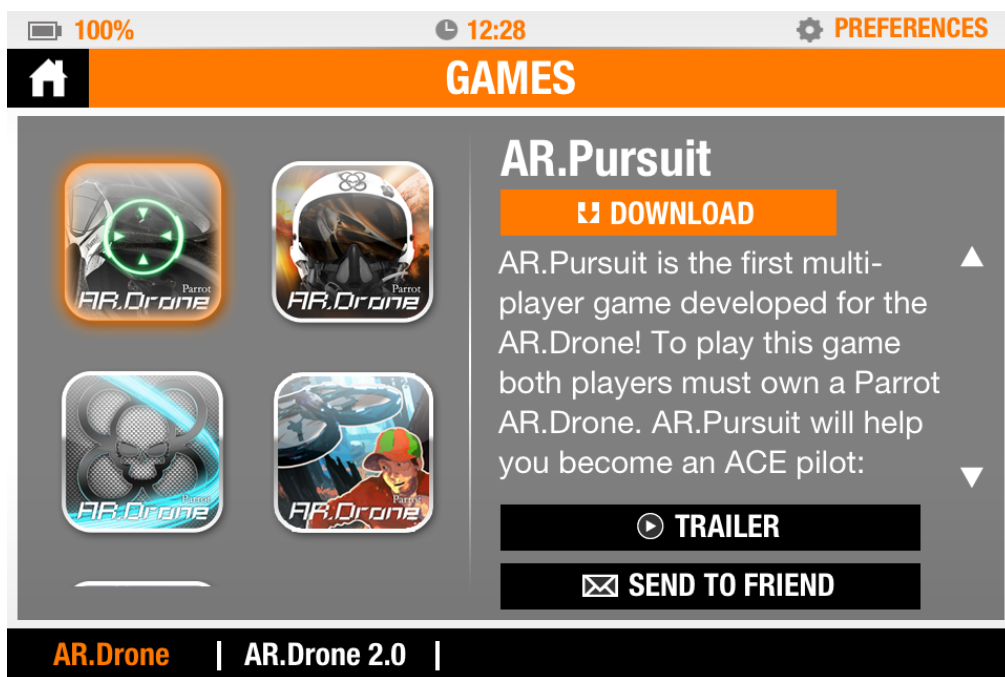 100%
12:28
PREFERENCES
GAMES
Parrot
AR.Drone
Parrot
AR.Drone
Parrot
AR.Drone
Parrot
AR.Drone
AR.Pursuit
DOWNLOAD
AR.Pursuit is the first multi-
player game developed for the
AR.Drone! To play this game
both players must own a Parrot
AR.Drone. AR.Pursuit will help
you become an ACE pilot:
TRAILER
SEND TO FRIEND
AR.Drone | AR.Drone 2.0 |